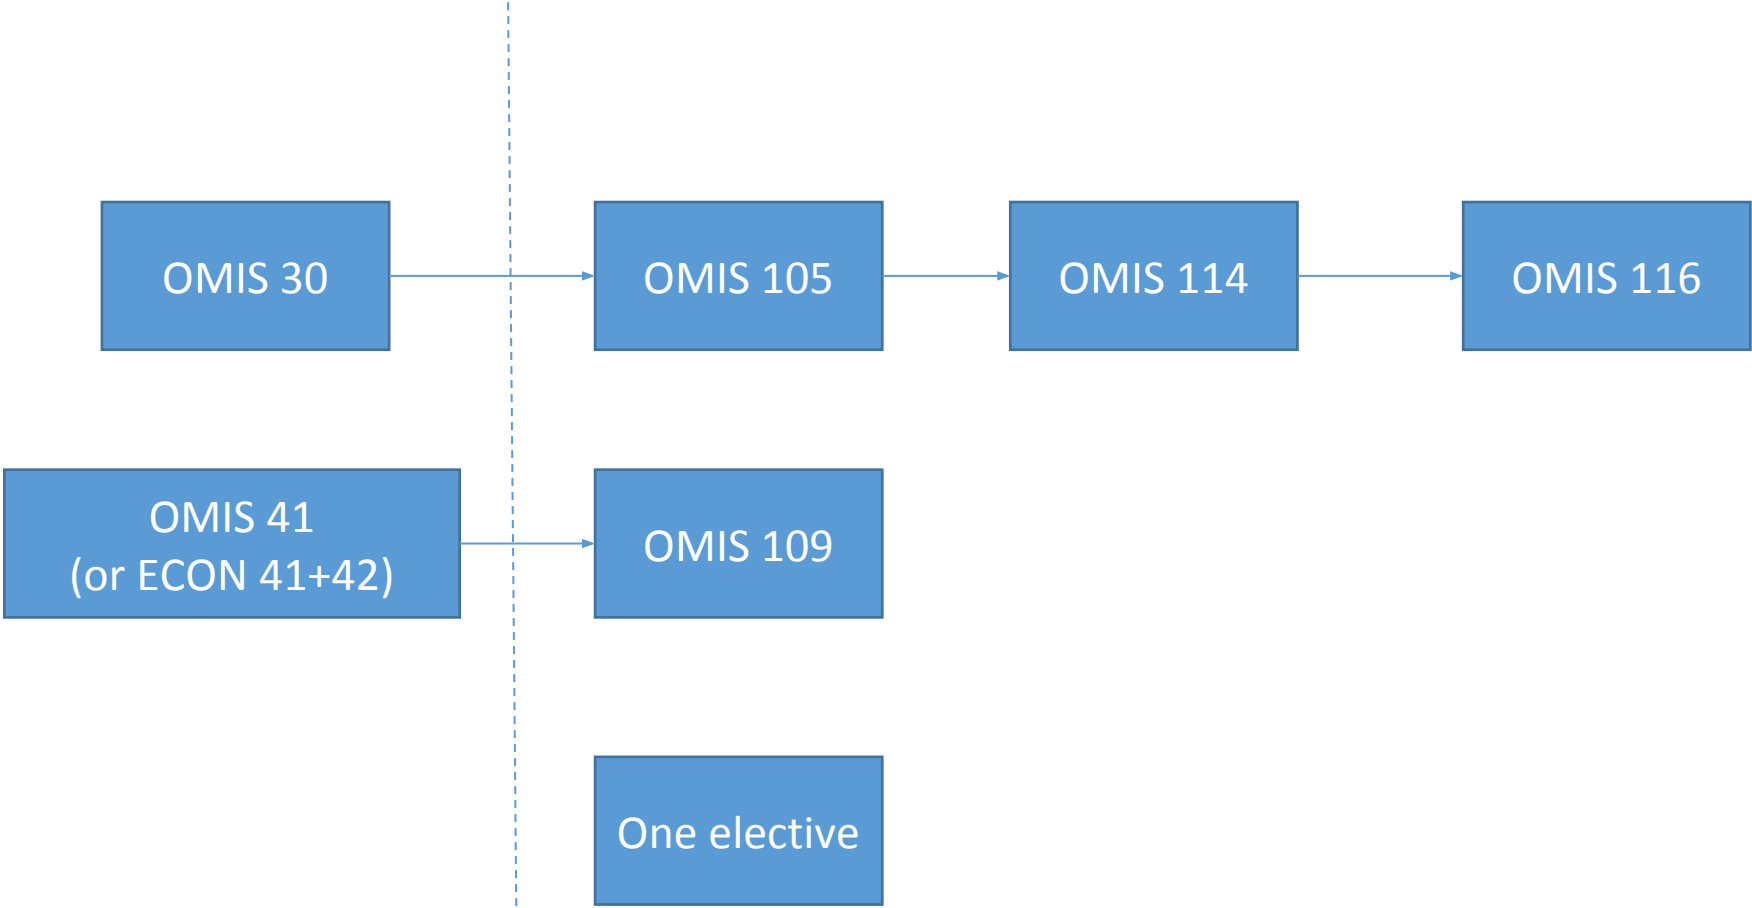 OMIS 30
OMIS 105
OMIS 114
OMIS 116
OMIS 41
(or ECON 41+42)
OMIS 109
One elective